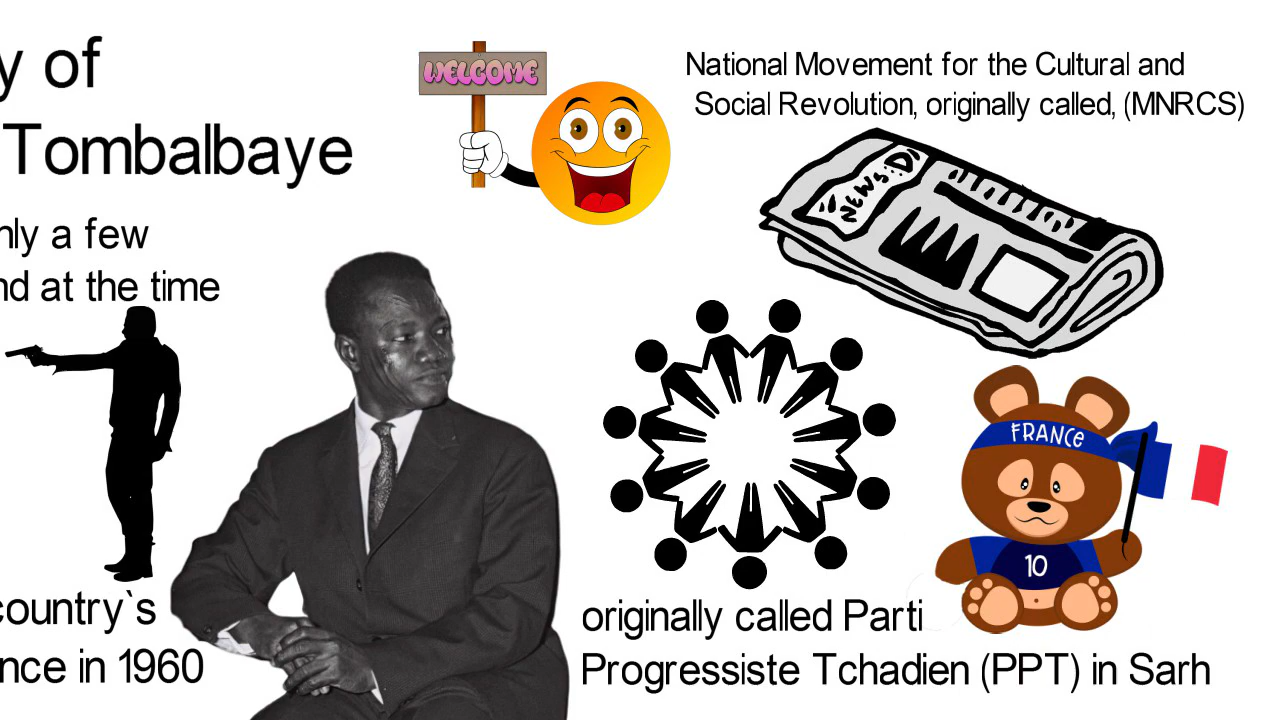 y of
Tombalbaye
nly a few
nd at the time
country`s
nce in 1960
WELCOME
National Movement for the Cultural and
Social Revolution, originally called, (MNRCS)
NEWS:D
FRANCE
10
originally called Parti
Progressiste Tchadien (PPT) in Sarh